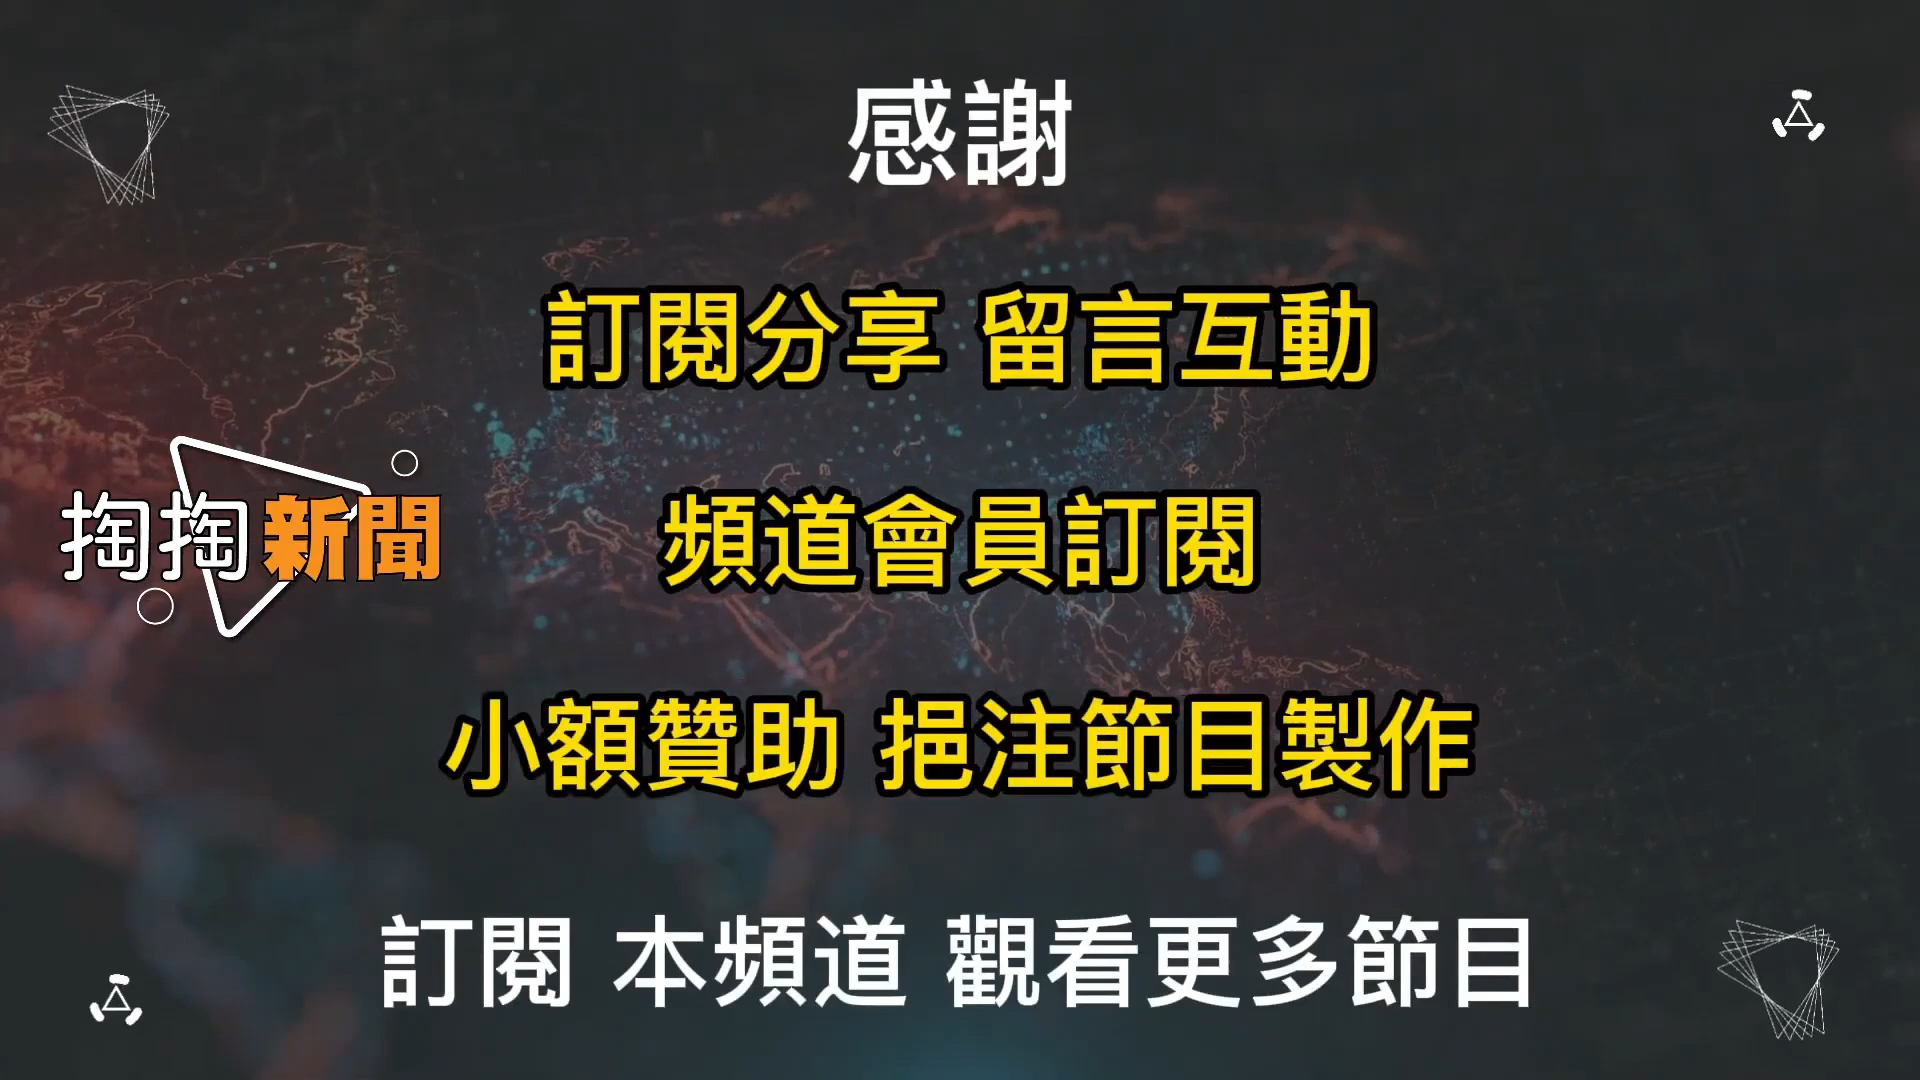 感謝
訂閱分享 留言互動
掏掏新聞
頻道會員訂閱
小額贊助 挹注節目製作
訂閱 本頻道 觀看更多節目